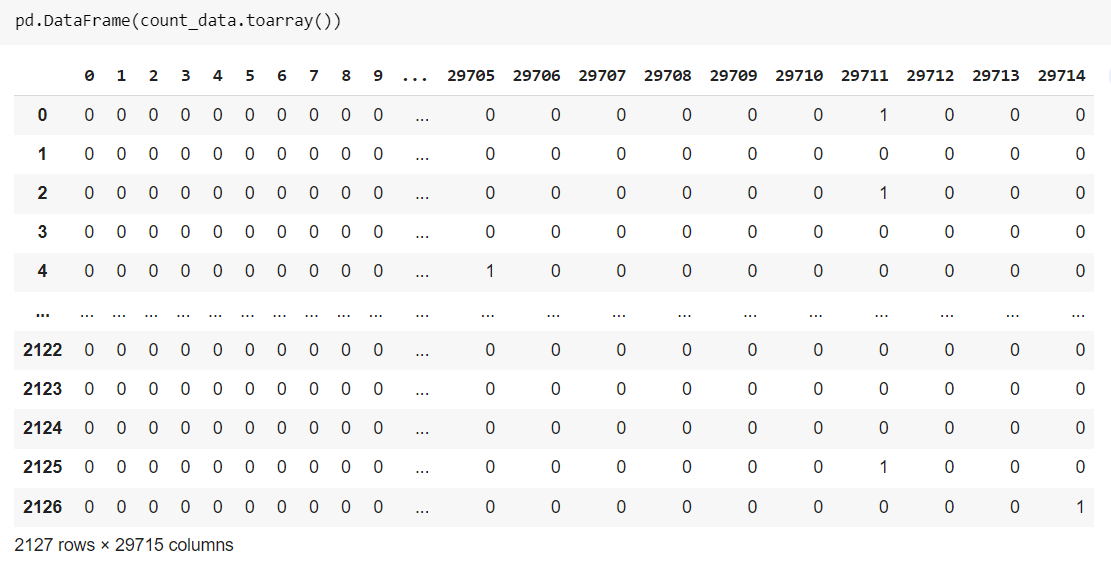 pd.DataFrame(count_data.toarray())
0 1 2 3 4 5 6 7 8 9 ... 29705 29706 29707 29708 29709 29710 29711 29712 29713 29714
0 0 0 0 0 0 0 0 0 0 0 ... 0 0 0 0 0 0 1 0 0 0
1 0 0 0 0 0 0 0 0 0 0 ... 0 0 0 0 0 0 0 0 0 0
2 0 0 0 0 0 0 0 0 0 0 ... 0 0 0 0 0 0 1 0 0 0
3 0 0 0 0 0 0 0 0 0 0 ... 0 0 0 0 0 0 0 0 0 0
4 0 0 0 0 0 0 0 0 0 0 ... 1 0 0 0 0 0 0 0 0 0
... ... ... ... ... ... ... ... ... ... ... ... ... ... ... ... ... ... ... ... ... ...
2122 0 0 0 0 0 0 0 0 0 0 ... 0 0 0 0 0 0 0 0 0 0
2123 0 0 0 0 0 0 0 0 0 0 ... 0 0 0 0 0 0 0 0 0 0
2124 0 0 0 0 0 0 0 0 0 0 ... 0 0 0 0 0 0 0 0 0 0
2125 0 0 0 0 0 0 0 0 0 0 ... 0 0 0 0 0 0 1 0 0 0
2126 0 0 0 0 0 0 0 0 0 0 ... 0 0 0 0 0 0 0 0 0 1
2127 rows × 29715 columns